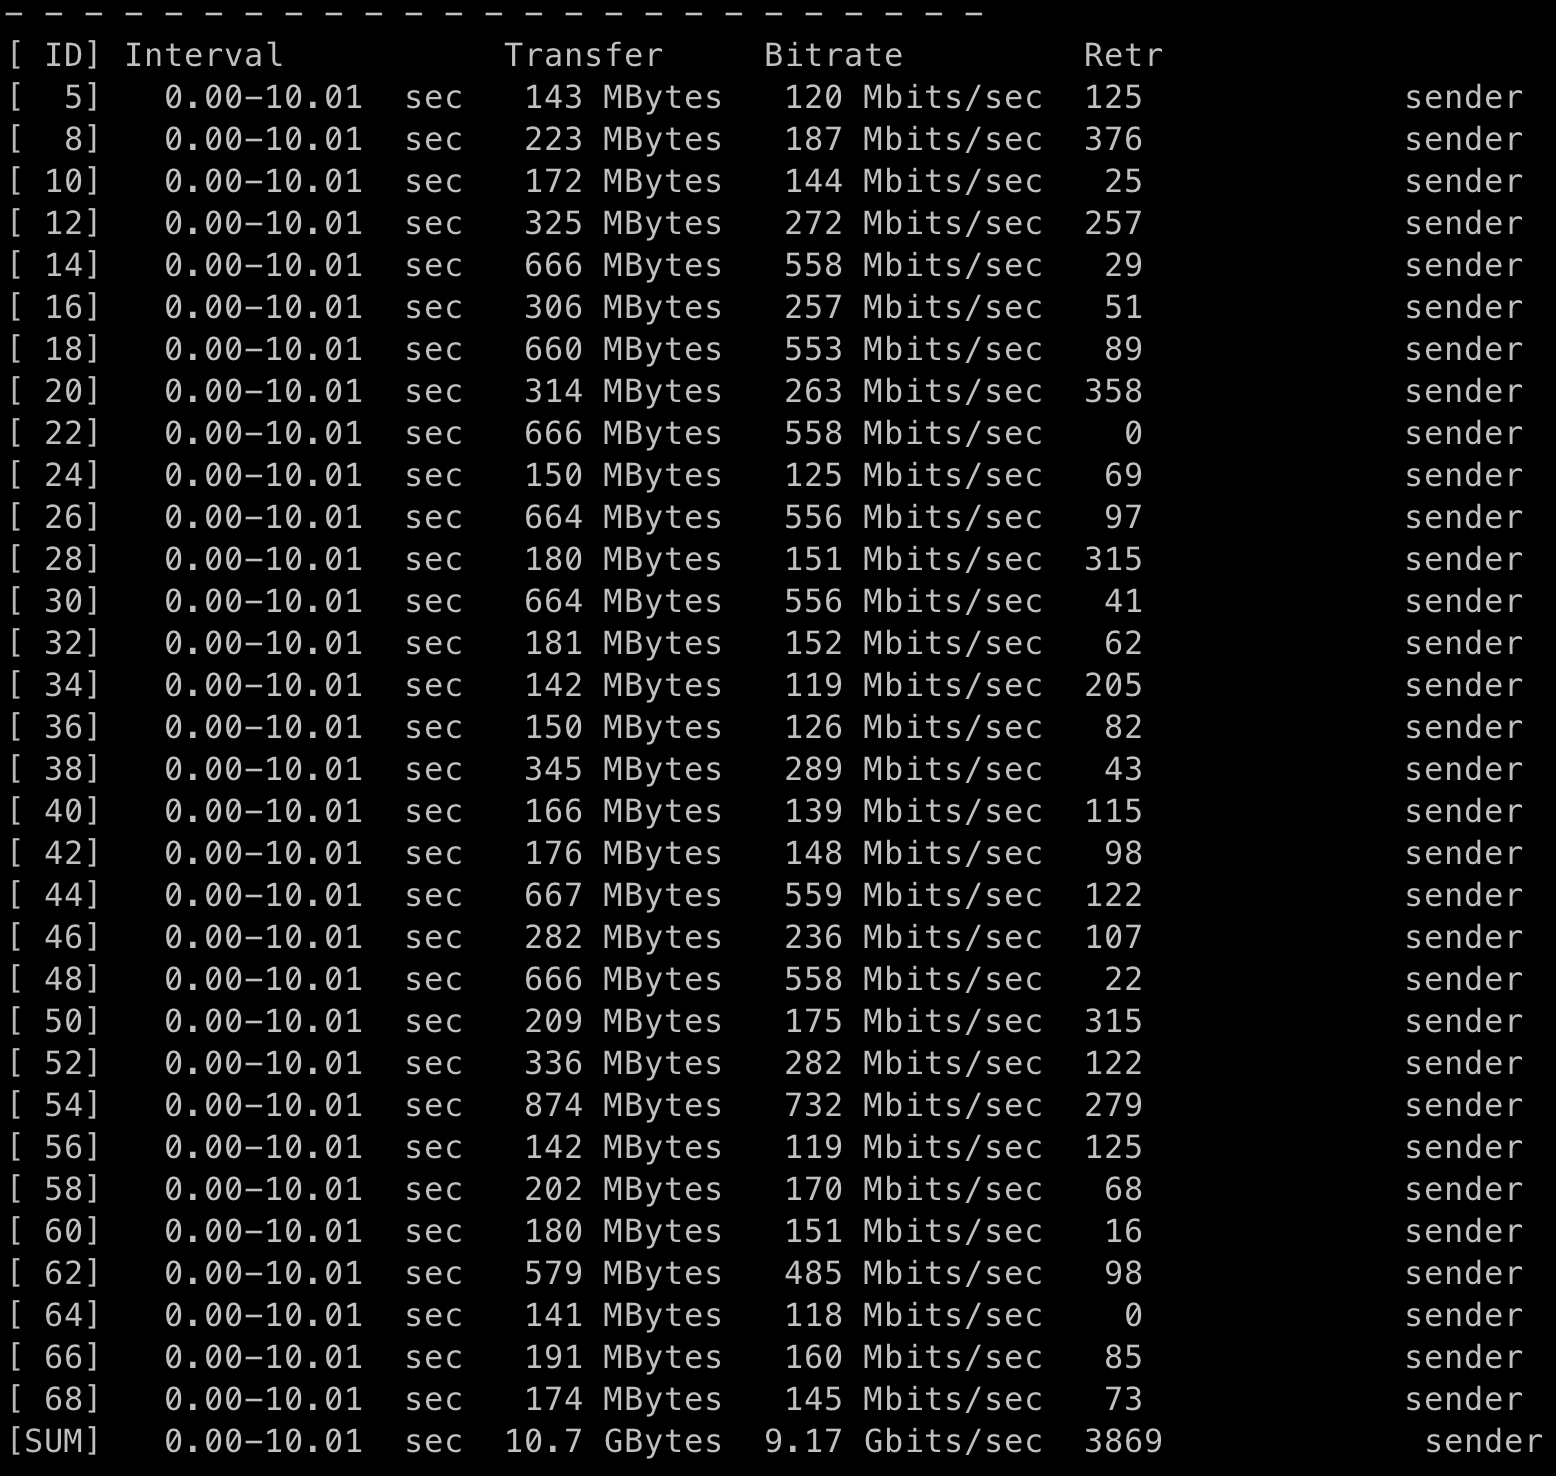 - - - - - - - - - - - - - - - - - - - - - - - - -
[ ID] Interval           Transfer     Bitrate         Retr
[  5]   0.00-10.01  sec   143 MBytes   120 Mbits/sec  125             sender
[  8]   0.00-10.01  sec   223 MBytes   187 Mbits/sec  376             sender
[ 10]   0.00-10.01  sec   172 MBytes   144 Mbits/sec   25             sender
[ 12]   0.00-10.01  sec   325 MBytes   272 Mbits/sec  257             sender
[ 14]   0.00-10.01  sec   666 MBytes   558 Mbits/sec   29             sender
[ 16]   0.00-10.01  sec   306 MBytes   257 Mbits/sec   51             sender
[ 18]   0.00-10.01  sec   660 MBytes   553 Mbits/sec   89             sender
[ 20]   0.00-10.01  sec   314 MBytes   263 Mbits/sec  358             sender
[ 22]   0.00-10.01  sec   666 MBytes   558 Mbits/sec    0             sender
[ 24]   0.00-10.01  sec   150 MBytes   125 Mbits/sec   69             sender
[ 26]   0.00-10.01  sec   664 MBytes   556 Mbits/sec   97             sender
[ 28]   0.00-10.01  sec   180 MBytes   151 Mbits/sec  315             sender
[ 30]   0.00-10.01  sec   664 MBytes   556 Mbits/sec   41             sender
[ 32]   0.00-10.01  sec   181 MBytes   152 Mbits/sec   62             sender
[ 34]   0.00-10.01  sec   142 MBytes   119 Mbits/sec  205             sender
[ 36]   0.00-10.01  sec   150 MBytes   126 Mbits/sec   82             sender
[ 38]   0.00-10.01  sec   345 MBytes   289 Mbits/sec   43             sender
[ 40]   0.00-10.01  sec   166 MBytes   139 Mbits/sec  115             sender
[ 42]   0.00-10.01  sec   176 MBytes   148 Mbits/sec   98             sender
[ 44]   0.00-10.01  sec   667 MBytes   559 Mbits/sec  122             sender
[ 46]   0.00-10.01  sec   282 MBytes   236 Mbits/sec  107             sender
[ 48]   0.00-10.01  sec   666 MBytes   558 Mbits/sec   22             sender
[ 50]   0.00-10.01  sec   209 MBytes   175 Mbits/sec  315             sender
[ 52]   0.00-10.01  sec   336 MBytes   282 Mbits/sec  122             sender
[ 54]   0.00-10.01  sec   874 MBytes   732 Mbits/sec  279             sender
[ 56]   0.00-10.01  sec   142 MBytes   119 Mbits/sec  125             sender
[ 58]   0.00-10.01  sec   202 MBytes   170 Mbits/sec   68             sender
[ 60]   0.00-10.01  sec   180 MBytes   151 Mbits/sec   16             sender
[ 62]   0.00-10.01  sec   579 MBytes   485 Mbits/sec   98             sender
[ 64]   0.00-10.01  sec   141 MBytes   118 Mbits/sec    0             sender
[ 66]   0.00-10.01  sec   191 MBytes   160 Mbits/sec   85             sender
[ 68]   0.00-10.01  sec   174 MBytes   145 Mbits/sec   73             sender
[SUM]   0.00-10.01  sec  10.7 GBytes  9.17 Gbits/sec  3869             sender